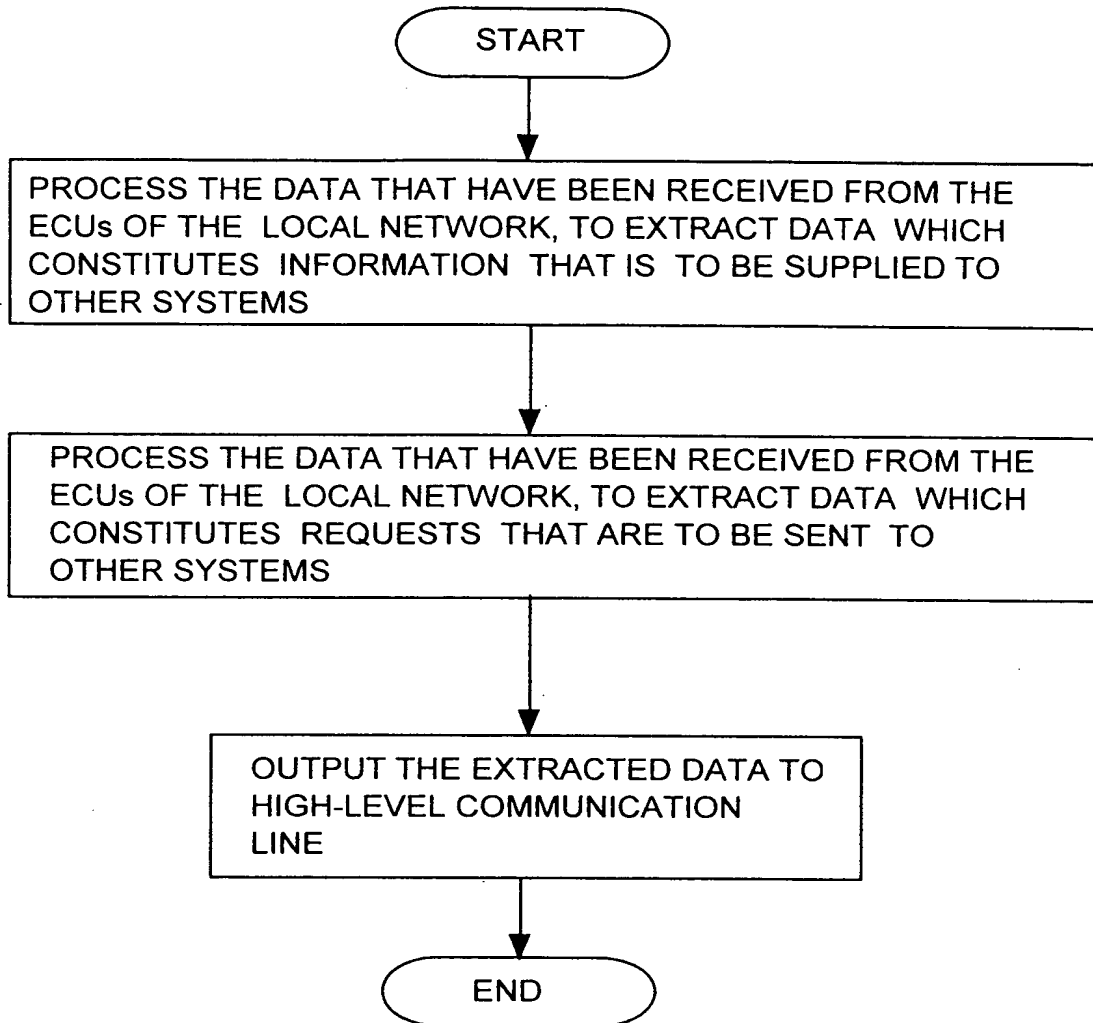 START
PROCESS THE DATA THAT HAVE BEEN RECEIVED FROM THE
ECUs OF THE LOCAL NETWORK, TO EXTRACT DATA WHICH
CONSTITUTES INFORMATION THAT IS TO BE SUPPLIED TO
OTHER SYSTEMS
PROCESS THE DATA THAT HAVE BEEN RECEIVED FROM THE
ECUs OF THE LOCAL NETWORK, TO EXTRACT DATA WHICH
CONSTITUTES REQUESTS THAT ARE TO BE SENT TO
OTHER SYSTEMS
OUTPUT THE EXTRACTED DATA TO
HIGH-LEVEL COMMUNICATION
LINE
END